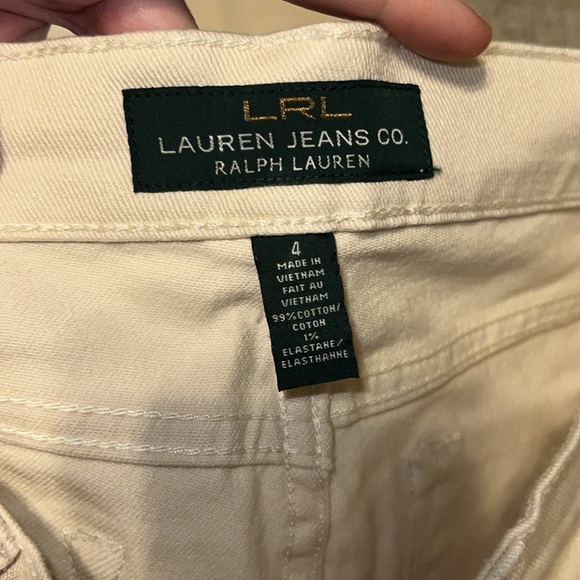 LRL
LAUREN JEANS CO.
RALPH LAUREN
4
MADE IN
VIETNAM
FAIT AU
VIETNAM
99%COTTON/
COTON
1%
ELASTANE/
ELASTHANNE